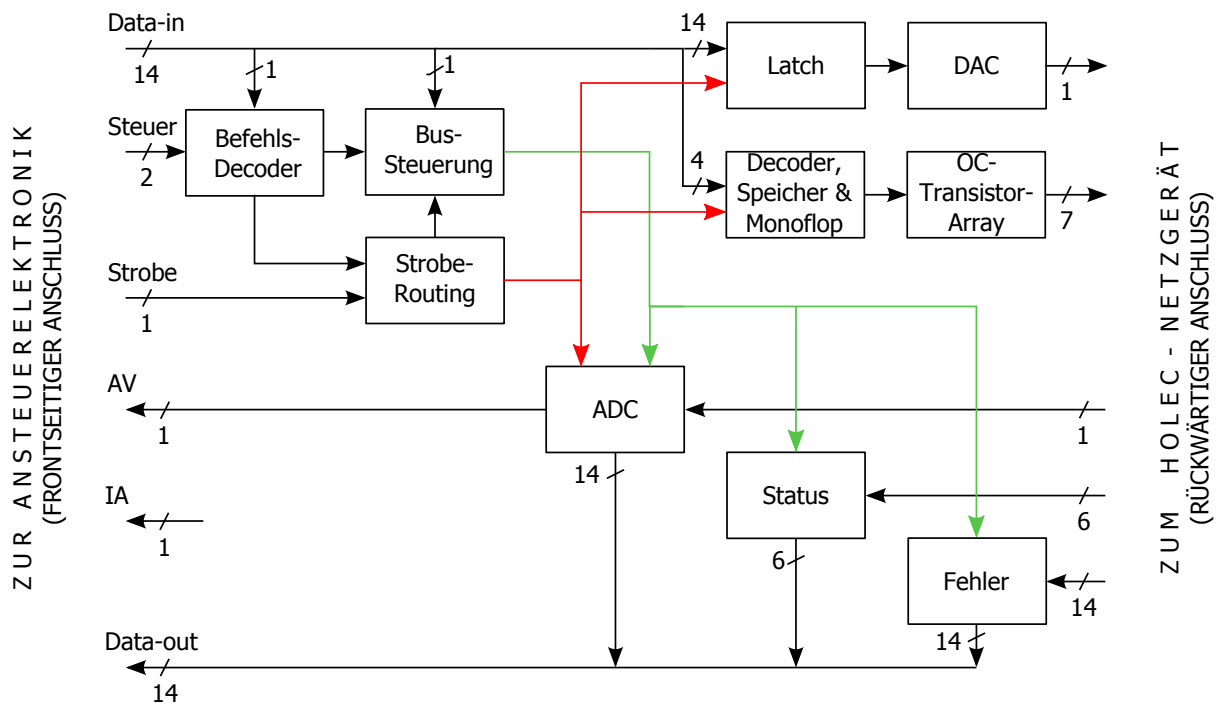 Data-in
14
14
Latch
DAC
1
1
1
Steuer
2
Befehls-
Decoder
Bus-
Steuerung
4
Decoder,
Speicher &
Monoflop
OC-
Transistor-
Array
7
Strobe
1
Strobe-
Routing
AV
1
ADC
1
14
IA
1
Status
6
6
Fehler
14
14
Data-out
14
ZUR ANSTEUERELEKTRONIK
(FRONTSEITIGER ANSCHLUSS)
ZUM HOLEC - NETZGERÄT
(RÜCKWÄRTIGER ANSCHLUSS)